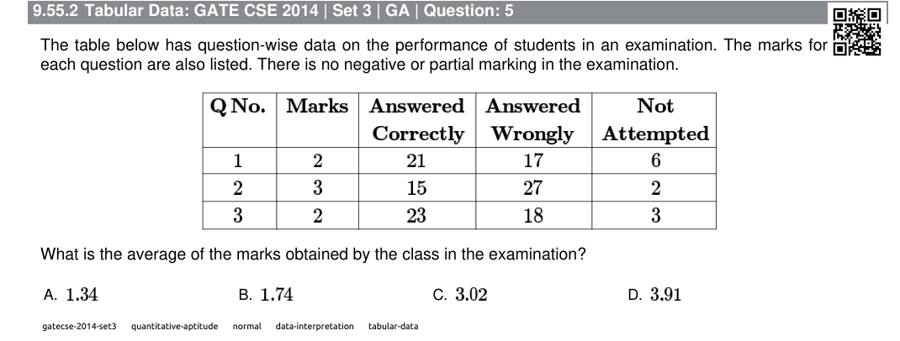 9.55.2 Tabular Data: GATE CSE 2014 | Set 3 | GA | Question: 5
The table below has question-wise data on the performance of students in an examination. The marks for
each question are also listed. There is no negative or partial marking in the examination.
Q No. Marks Answered Answered Not
Correctly Wrongly Attempted
1 2 21 17 6
2 3 15 27 2
3 2 23 18 3
What is the average of the marks obtained by the class in the examination?
A. 1.34 B. 1.74 C. 3.02 D. 3.91
gatecse-2014-set3 quantitative-aptitude normal data-interpretation tabular-data